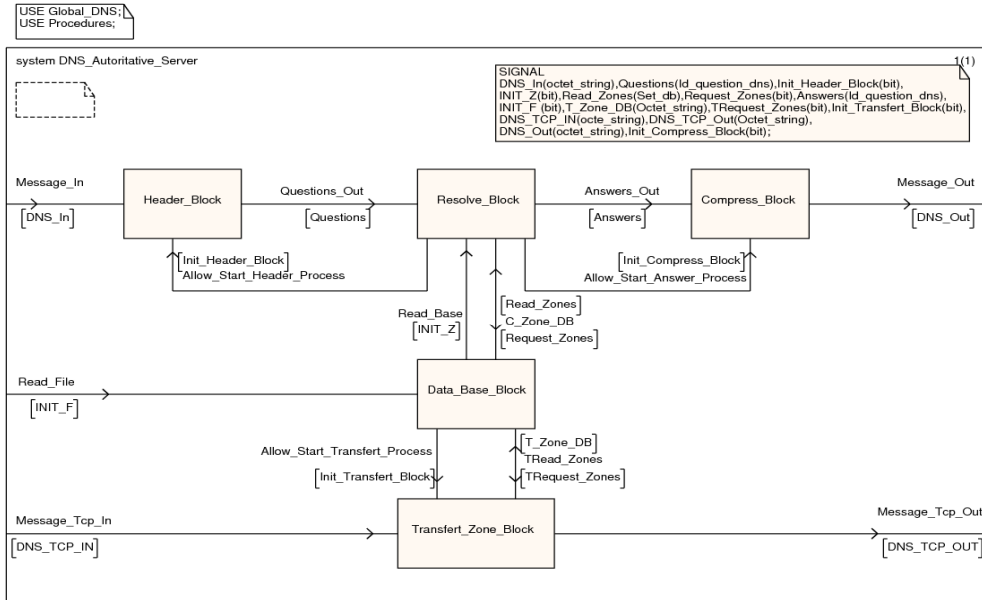 USE Global_DNS;
USE Procedures;
system DNS_Autoritative_Server
1(1)
SIGNAL
DNS_In(octet_string),Questions(Id_question_dns),Init_Header_Block(bit),
INIT_Z(bit),Read_Zones(Set_db),Request_Zones(bit),Answers(Id_question_dns),
INIT_F (bit),T_Zone_DB(Octet_string),TRequest_Zones(bit),Init_Transfert_Block(bit),
DNS_TCP_IN(octe_string),DNS_TCP_Out(Octet_string),
DNS_Out(octet_string),Init_Compress_Block(bit);
Message_In
[DNS_In]
Header_Block
Questions_Out
[Questions]
Resolve_Block
Answers_Out
[Answers]
Compress_Block
Message_Out
[DNS_Out]
[Init_Header_Block]
Allow_Start_Header_Process
[Init_Compress_Block]
Allow_Start_Answer_Process
Read_Base
[INIT_Z]
[Read_Zones]
C_Zone_DB
[Request_Zones]
Read_File
[INIT_F]
Data_Base_Block
Allow_Start_Transfert_Process
[Init_Transfert_Block]
[T_Zone_DB]
TRead_Zones
[TRequest_Zones]
Message_Tcp_In
[DNS_TCP_IN]
Transfert_Zone_Block
Message_Tcp_Out
[DNS_TCP_OUT]